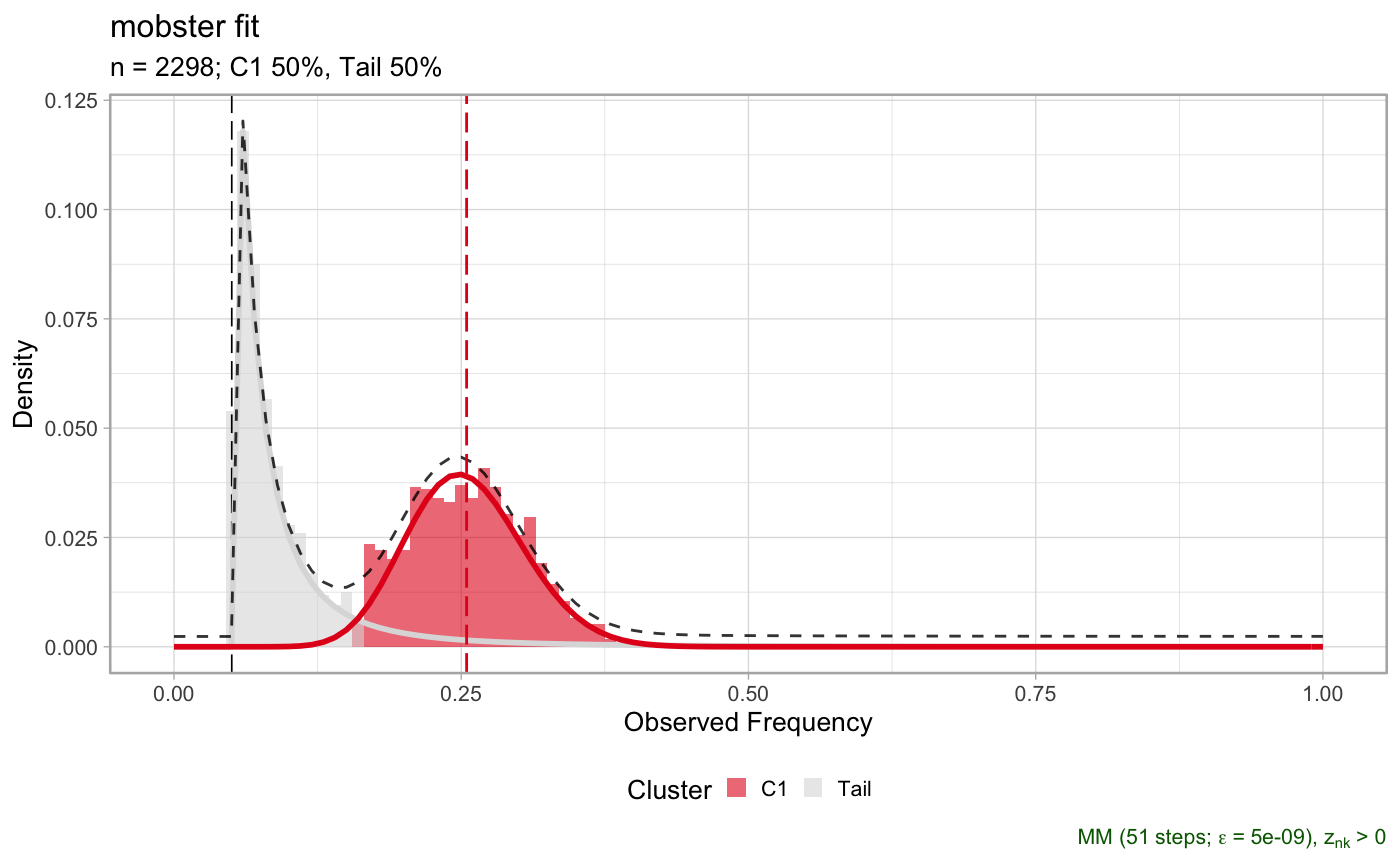 mobster fit
n = 2298; C1 50%, Tail 50%
0.125
0.100
0.075
0.050
0.025
0.000
Density
0.00 0.25 0.50 0.75 1.00
Observed Frequency
Cluster C1 Tail
MM (51 steps; ε = 5e-09), znk > 0